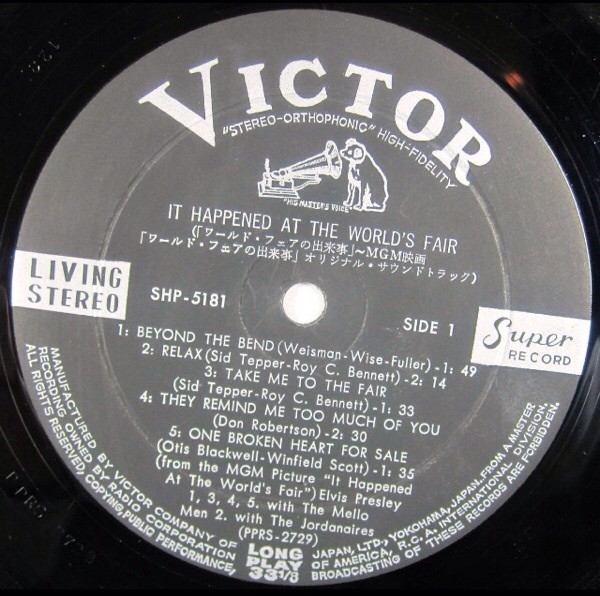 VICTOR
"STEREO-ORTHOPHONIC" HIGH-FIDELITY
"HIS MASTER'S VOICE"
IT HAPPENED AT THE WORLD'S FAIR
(「ワールド・フェアの出来事」~MGM映画
「ワールド・フェアの出来事」オリジナル・サウンドトラック)
LIVING
STEREO
SHP-5181
SIDE 1
Super
RECORD
1: BEYOND THE BEND (Weisman-Wise-Fuller)-1: 49
2: RELAX (Sid Tepper-Roy C. Bennett)-2: 14
3: TAKE ME TO THE FAIR
(Sid Tepper-Roy C. Bennett)-1: 33
4: THEY REMIND ME TOO MUCH OF YOU
(Don Robertson)-2: 30
5: ONE BROKEN HEART FOR SALE
(Otis Blackwell-Winfield Scott)-1: 35
(from the MGM Picture "It Happened
At The World's Fair") Elvis Presley
1, 3, 4, 5. with The Mello
Men 2. with The Jordanaires
(PPRS-2729)
LONG
PLAY
33 1/3
MANUFACTURED BY VICTOR COMPANY OF JAPAN, LTD., YOKOHAMA, JAPAN. FROM A MASTER
RECORDING OWNED BY RADIO CORPORATION OF AMERICA, R.C.A. INTERNATIONAL DIVISION.
ALL RIGHTS RESERVED, COPYING, PUBLIC PERFORMANCE, BROADCASTING OF THESE RECORDS ARE FORBIDDEN.